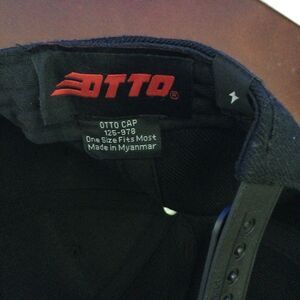 OTTO®
OTTO CAP
125-978
One Size Fits Most
Made in Myanmar